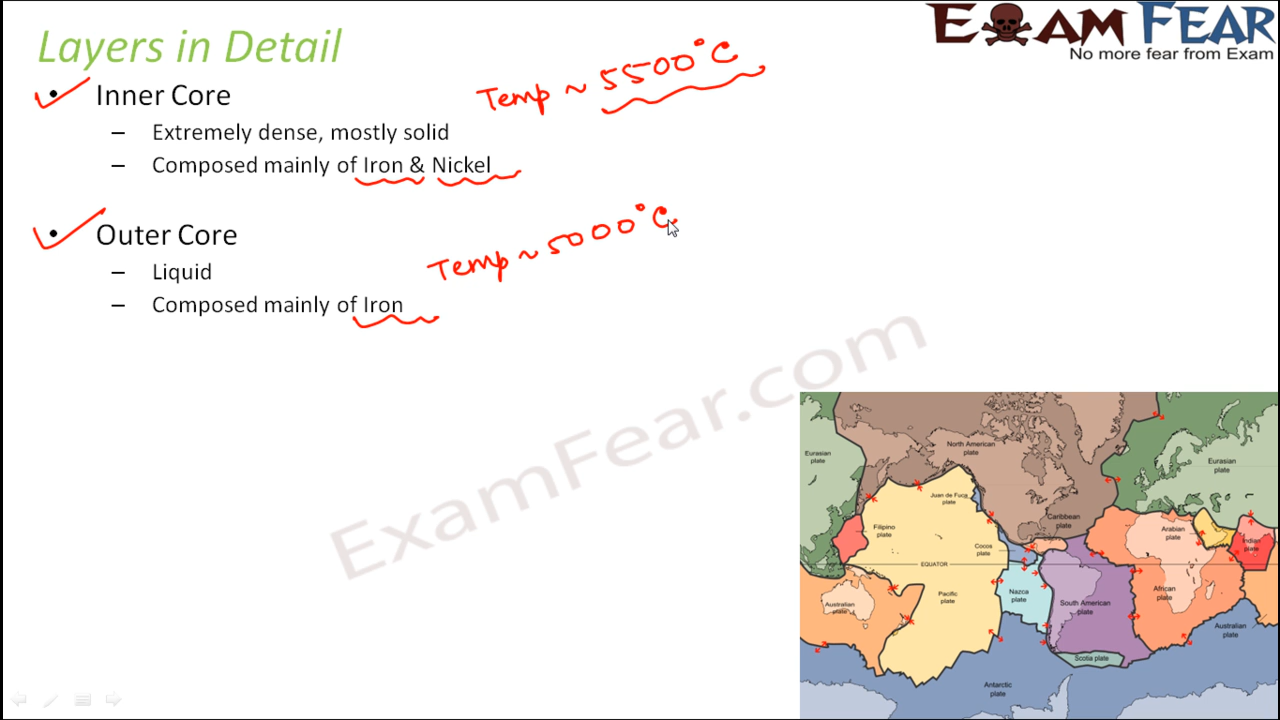 Layers in Detail
EXAM FEAR
No more fear from Exam
• Inner Core
Temp ~ 5500°C
– Extremely dense, mostly solid
– Composed mainly of Iron & Nickel
• Outer Core
Temp ~ 5000°C
– Liquid
– Composed mainly of Iron
ExamFear.com
North American
plate
Eurasian
plate
Eurasian
plate
Juan de Fuca
plate
Caribbean
plate
Filipino
plate
Arabian
plate
Indian
plate
Cocos
plate
EQUATOR
Pacific
plate
Nazca
plate
South American
plate
African
plate
Australian
plate
Australian
plate
Scotia plate
Antarctic
plate